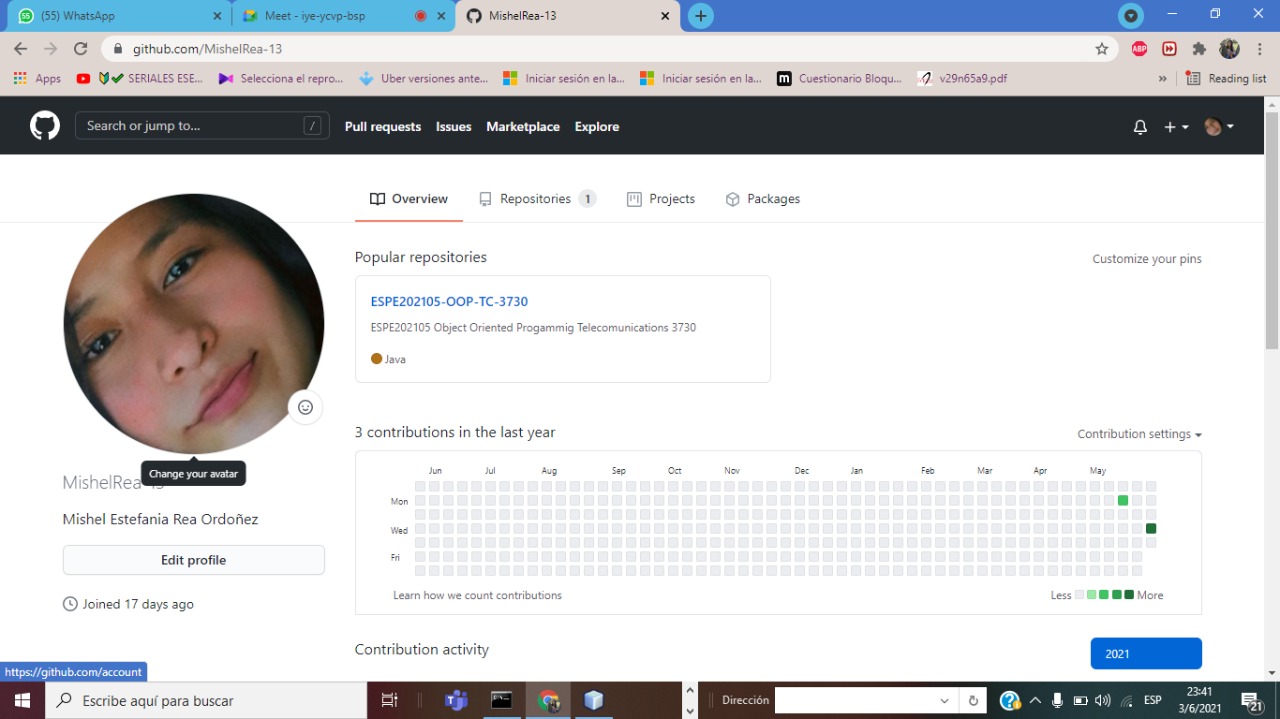 (55) WhatsApp
Meet - iye-ycvp-bsp
MishelRea-13
github.com/MishelRea-13
ABP
Apps
SERIALES ESE...
Selecciona el repro...
Uber versiones ante...
Iniciar sesión en la...
Iniciar sesión en la...
Cuestionario Bloqu...
v29n65a9.pdf
»
Reading list
Search or jump to...
/
Pull requests
Issues
Marketplace
Explore
Overview
Repositories 1
Projects
Packages
Popular repositories
Customize your pins
ESPE202105-OOP-TC-3730
ESPE202105 Object Oriented Progammig Telecomunications 3730
Java
3 contributions in the last year
Contribution settings
Jun Jul Aug Sep Oct Nov Dec Jan Feb Mar Apr May
Mon
Wed
Fri
Learn how we count contributions
Less More
Change your avatar
MishelRea-13
Mishel Estefania Rea Ordoñez
Edit profile
Joined 17 days ago
Contribution activity
2021
https://github.com/account
Escribe aquí para buscar
Dirección
ESP
23:41
3/6/2021
21